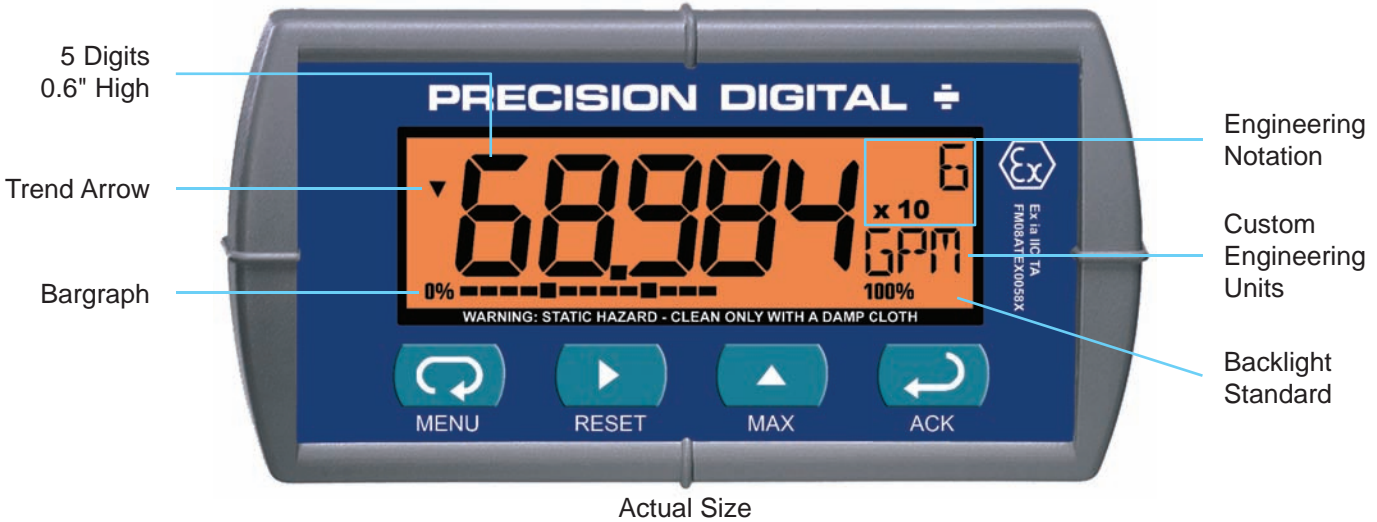 5 Digits
0.6" High
Trend Arrow
Bargraph
PRECISION DIGITAL
68.984
6
x 10
GPM
0%
100%
WARNING: STATIC HAZARD - CLEAN ONLY WITH A DAMP CLOTH
MENU
RESET
MAX
ACK
Ex
Ex ia IIC TA
FM08ATEX0058X
Engineering
Notation
Custom
Engineering
Units
Backlight
Standard
Actual Size